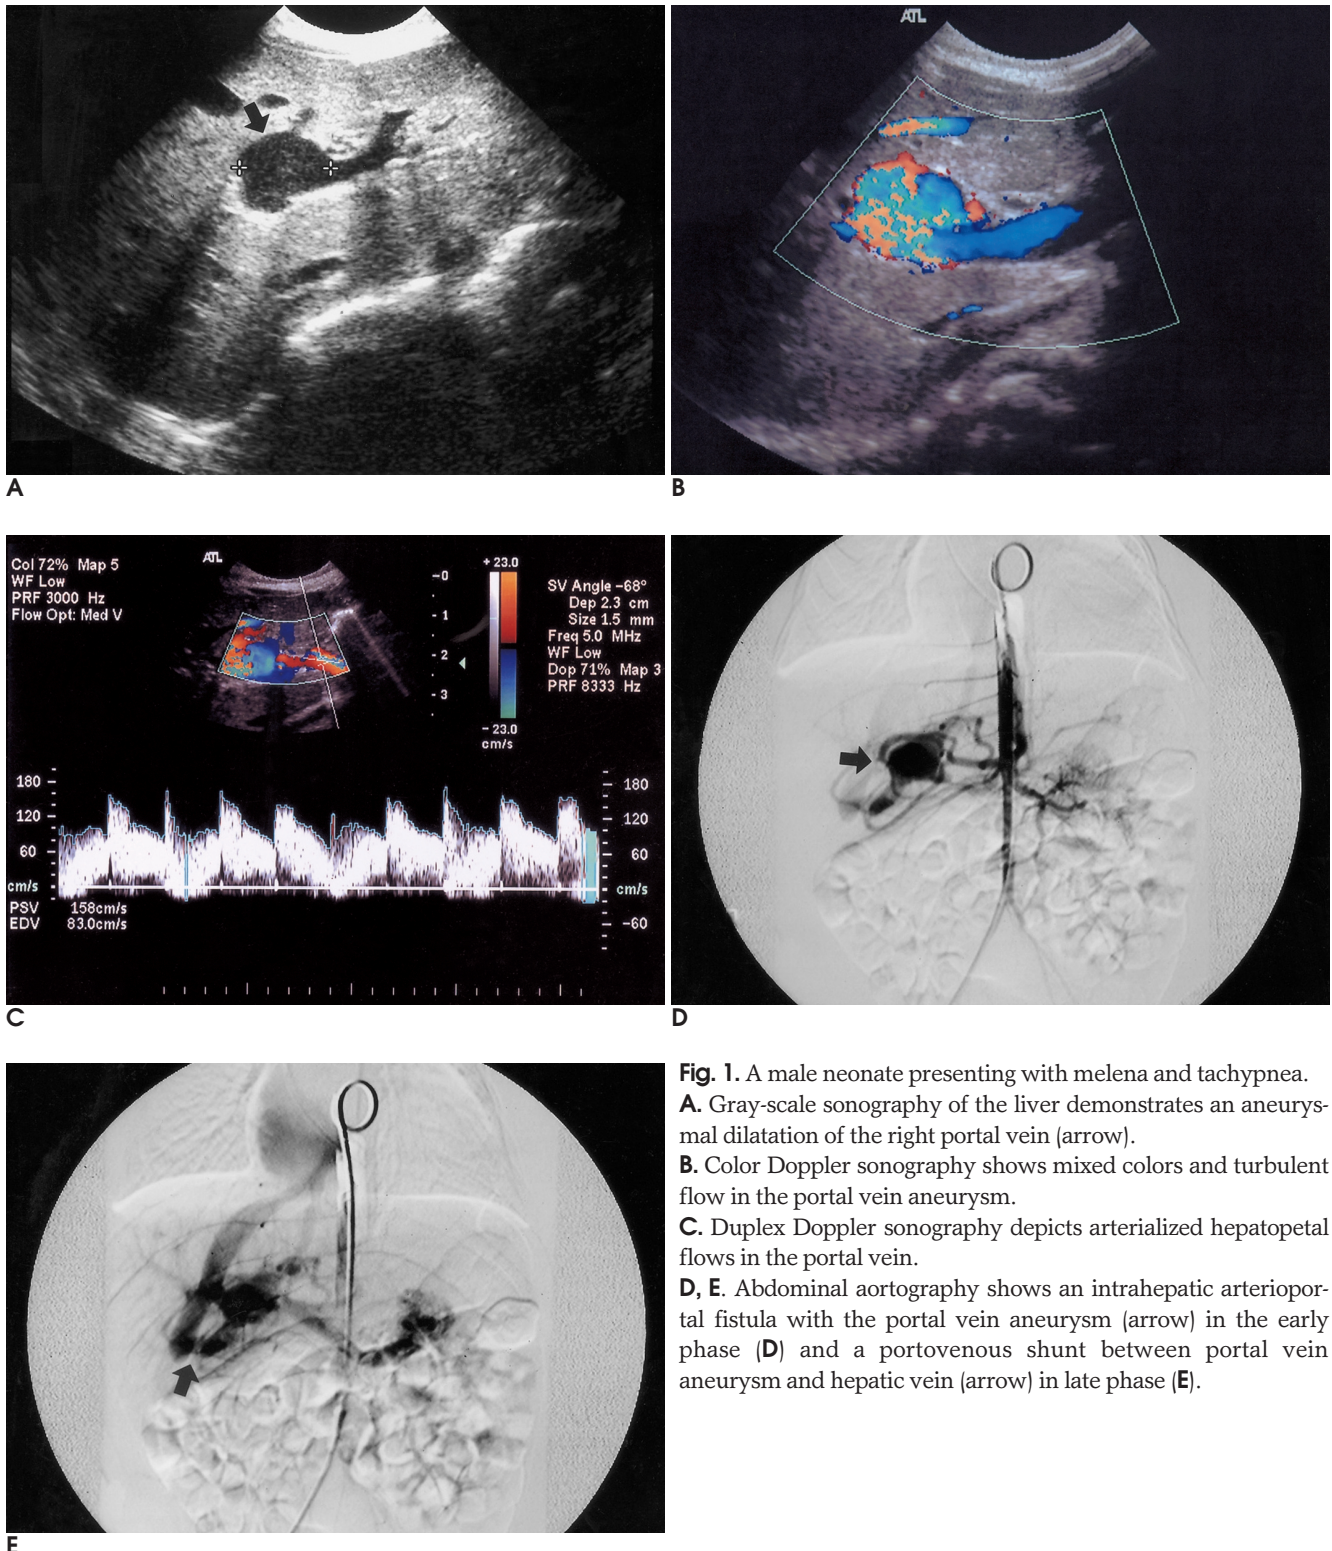 ATL
A
B
Col 72% Map 5
WF Low
PRF 3000 Hz
Flow Opt: Med V
ATL
0
1
2
3
+ 23.0
- 23.0
cm/s
SV Angle -68°
Dep 2.3 cm
Size 1.5 mm
Freq 5.0 MHz
WF Low
Dop 71% Map 3
PRF 8333 Hz
180
120
60
cm/s
PSV 158cm/s
EDV 83.0cm/s
180
120
60
cm/s
-60
C
D
E
Fig. 1. A male neonate presenting with melena and tachypnea.
A. Gray-scale sonography of the liver demonstrates an aneurys-
mal dilatation of the right portal vein (arrow).
B. Color Doppler sonography shows mixed colors and turbulent
flow in the portal vein aneurysm.
C. Duplex Doppler sonography depicts arterialized hepatopetal
flows in the portal vein.
D, E. Abdominal aortography shows an intrahepatic arteriopor-
tal fistula with the portal vein aneurysm (arrow) in the early
phase (D) and a portovenous shunt between portal vein
aneurysm and hepatic vein (arrow) in late phase (E).